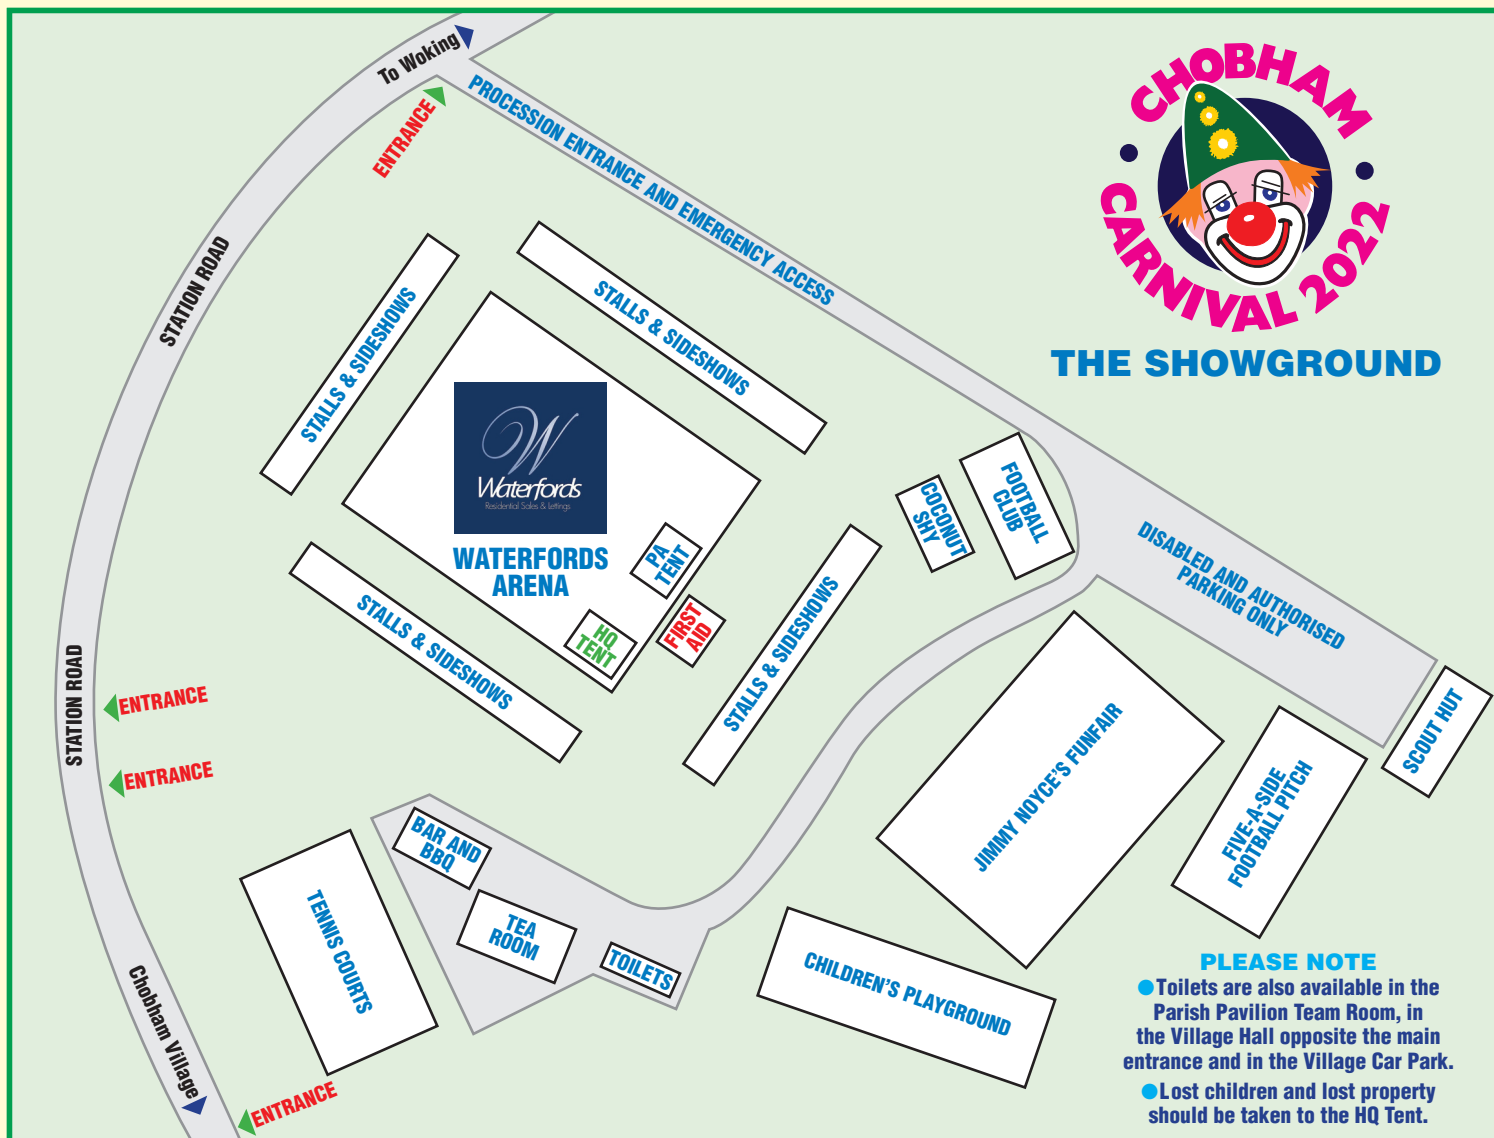 CHOBHAM
CARNIVAL 2022
THE SHOWGROUND
To Woking
ENTRANCE
PROCESSION ENTRANCE AND EMERGENCY ACCESS
STATION ROAD
STALLS & SIDESHOWS
STALLS & SIDESHOWS
W
Waterfords
Residential Sales & Lettings
WATERFORDS
ARENA
PA
TENT
HQ
TENT
FIRST
AID
STALLS & SIDESHOWS
STALLS & SIDESHOWS
COCONUT
SHY
FOOTBALL
CLUB
DISABLED AND AUTHORISED
PARKING ONLY
SCOUT HUT
STATION ROAD
ENTRANCE
ENTRANCE
JIMMY NOYCE'S FUNFAIR
FIVE-A-SIDE
FOOTBALL PITCH
BAR AND
BBQ
TEA
ROOM
TOILETS
TENNIS COURTS
CHILDREN'S PLAYGROUND
Chobham Village
ENTRANCE
PLEASE NOTE
●Toilets are also available in the
Parish Pavilion Team Room, in
the Village Hall opposite the main
entrance and in the Village Car Park.
●Lost children and lost property
should be taken to the HQ Tent.